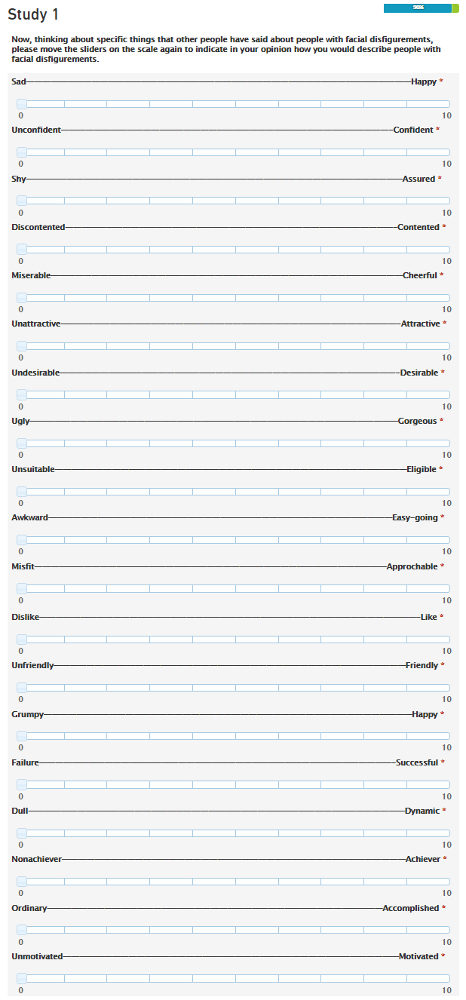 Study 1
90%
Now, thinking about specific things that other people have said about people with facial disfigurements,
please move the sliders on the scale again to indicate in your opinion how you would describe people with
facial disfigurements.
Sad Happy *
0 10
Unconfident Confident *
0 10
Shy Assured *
0 10
Discontented Contented *
0 10
Miserable Cheerful *
0 10
Unattractive Attractive *
0 10
Undesirable Desirable *
0 10
Ugly Gorgeous *
0 10
Unsuitable Eligible *
0 10
Awkward Easy-going *
0 10
Misfit Approchable *
0 10
Dislike Like *
0 10
Unfriendly Friendly *
0 10
Grumpy Happy *
0 10
Failure Successful *
0 10
Dull Dynamic *
0 10
Nonachiever Achiever *
0 10
Ordinary Accomplished *
0 10
Unmotivated Motivated *
0 10